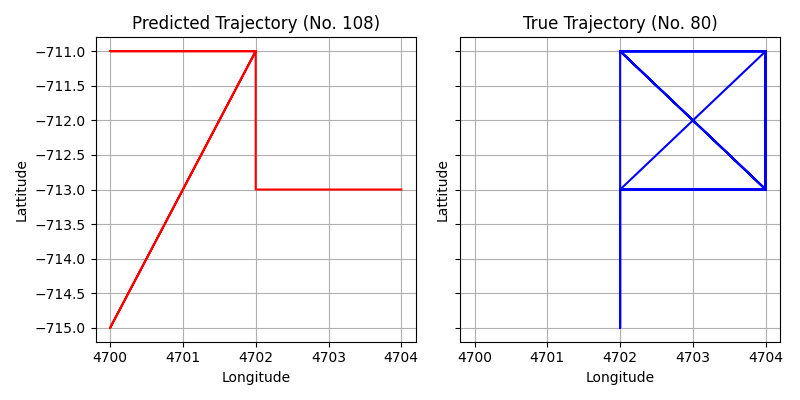 Predicted Trajectory (No. 108)
True Trajectory (No. 80)
−711.0
−711.5
−712.0
−712.5
−713.0
−713.5
−714.0
−714.5
−715.0
Lattitude
Lattitude
4700 4701 4702 4703 4704
4700 4701 4702 4703 4704
Longitude
Longitude